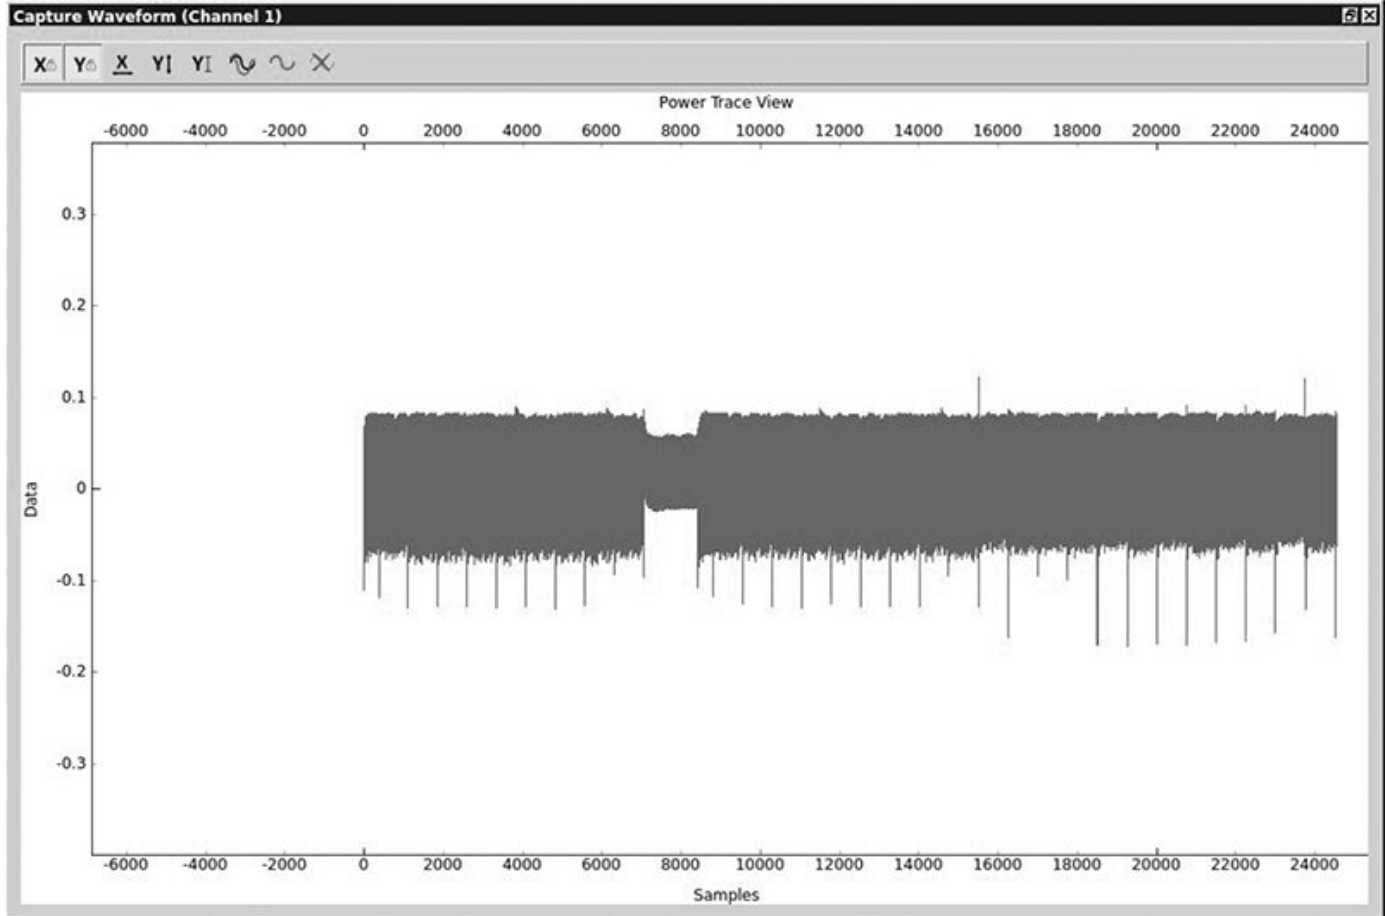 Capture Waveform (Channel 1)
X Y X Y Y
Power Trace View
-6000 -4000 -2000 0 2000 4000 6000 8000 10000 12000 14000 16000 18000 20000 22000 24000
0.3
0.2
0.1
0
-0.1
-0.2
-0.3
Data
-6000 -4000 -2000 0 2000 4000 6000 8000 10000 12000 14000 16000 18000 20000 22000 24000
Samples